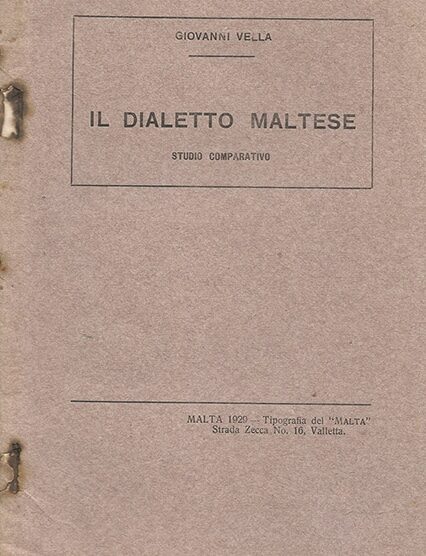 GIOVANNI VELLA
IL DIALETTO MALTESE
STUDIO COMPARATIVO
MALTA 1929 — Tipografia del "MALTA"
Strada Zecca No. 16, Valletta.